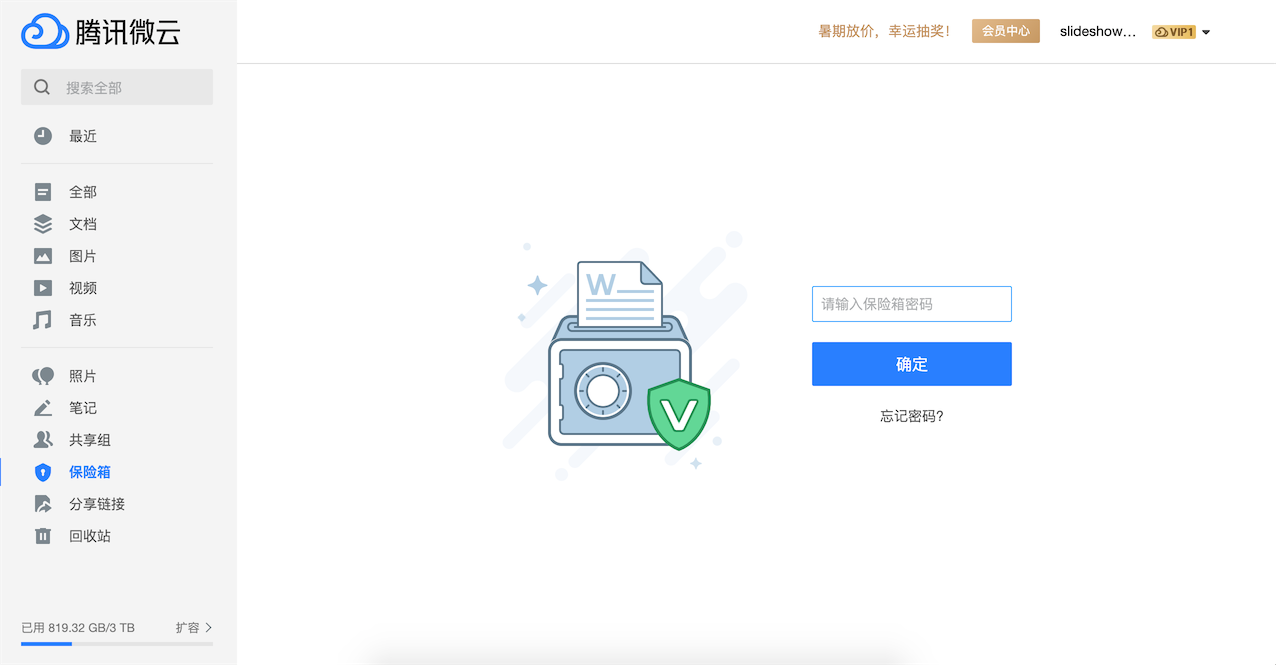 腾讯微云
暑期放价，幸运抽奖！
会员中心
slideshow...
VIP1
搜索全部
最近
全部
文档
图片
视频
音乐
照片
笔记
共享组
保险箱
分享链接
回收站
已用 819.32 GB/3 TB
扩容
W
请输入保险箱密码
确定
忘记密码?